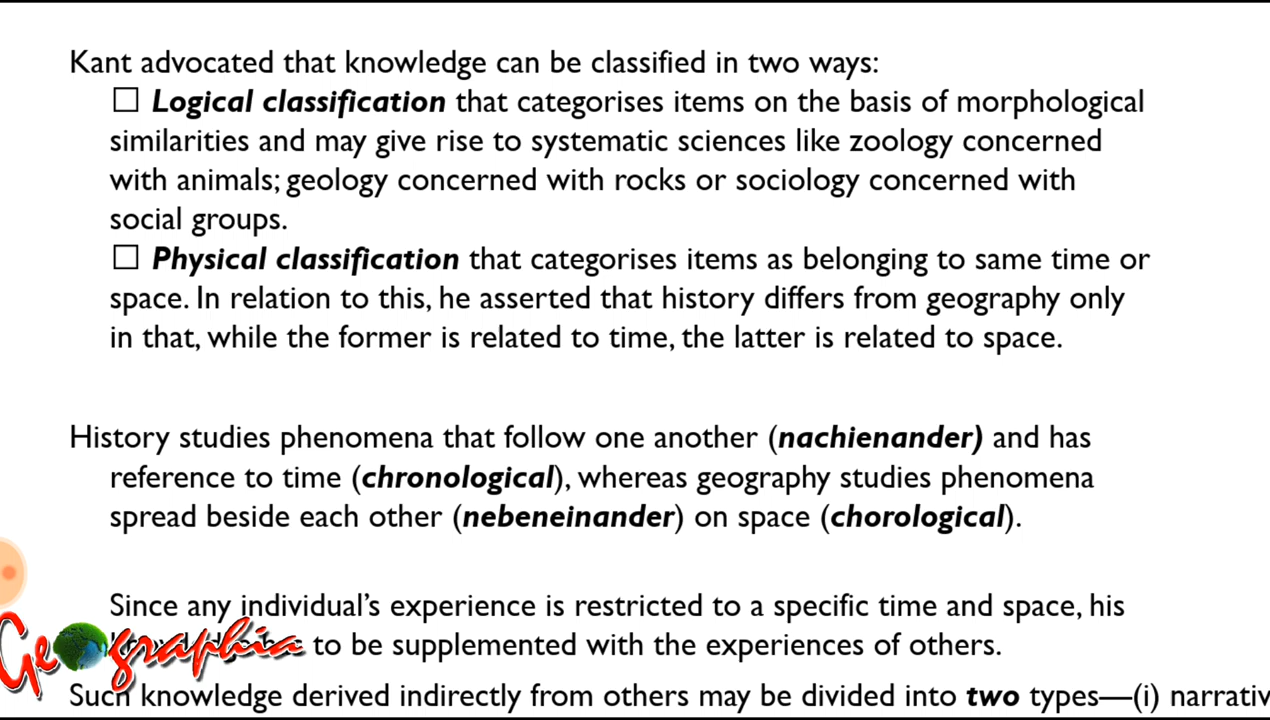 Kant advocated that knowledge can be classified in two ways:
☐ Logical classification that categorises items on the basis of morphological
similarities and may give rise to systematic sciences like zoology concerned
with animals; geology concerned with rocks or sociology concerned with
social groups.
☐ Physical classification that categorises items as belonging to same time or
space. In relation to this, he asserted that history differs from geography only
in that, while the former is related to time, the latter is related to space.
History studies phenomena that follow one another (nachienander) and has
reference to time (chronological), whereas geography studies phenomena
spread beside each other (nebeneinander) on space (chorological).
Since any individual's experience is restricted to a specific time and space, his
to be supplemented with the experiences of others.
Geographia
Such knowledge derived indirectly from others may be divided into two types—(i) narrativ